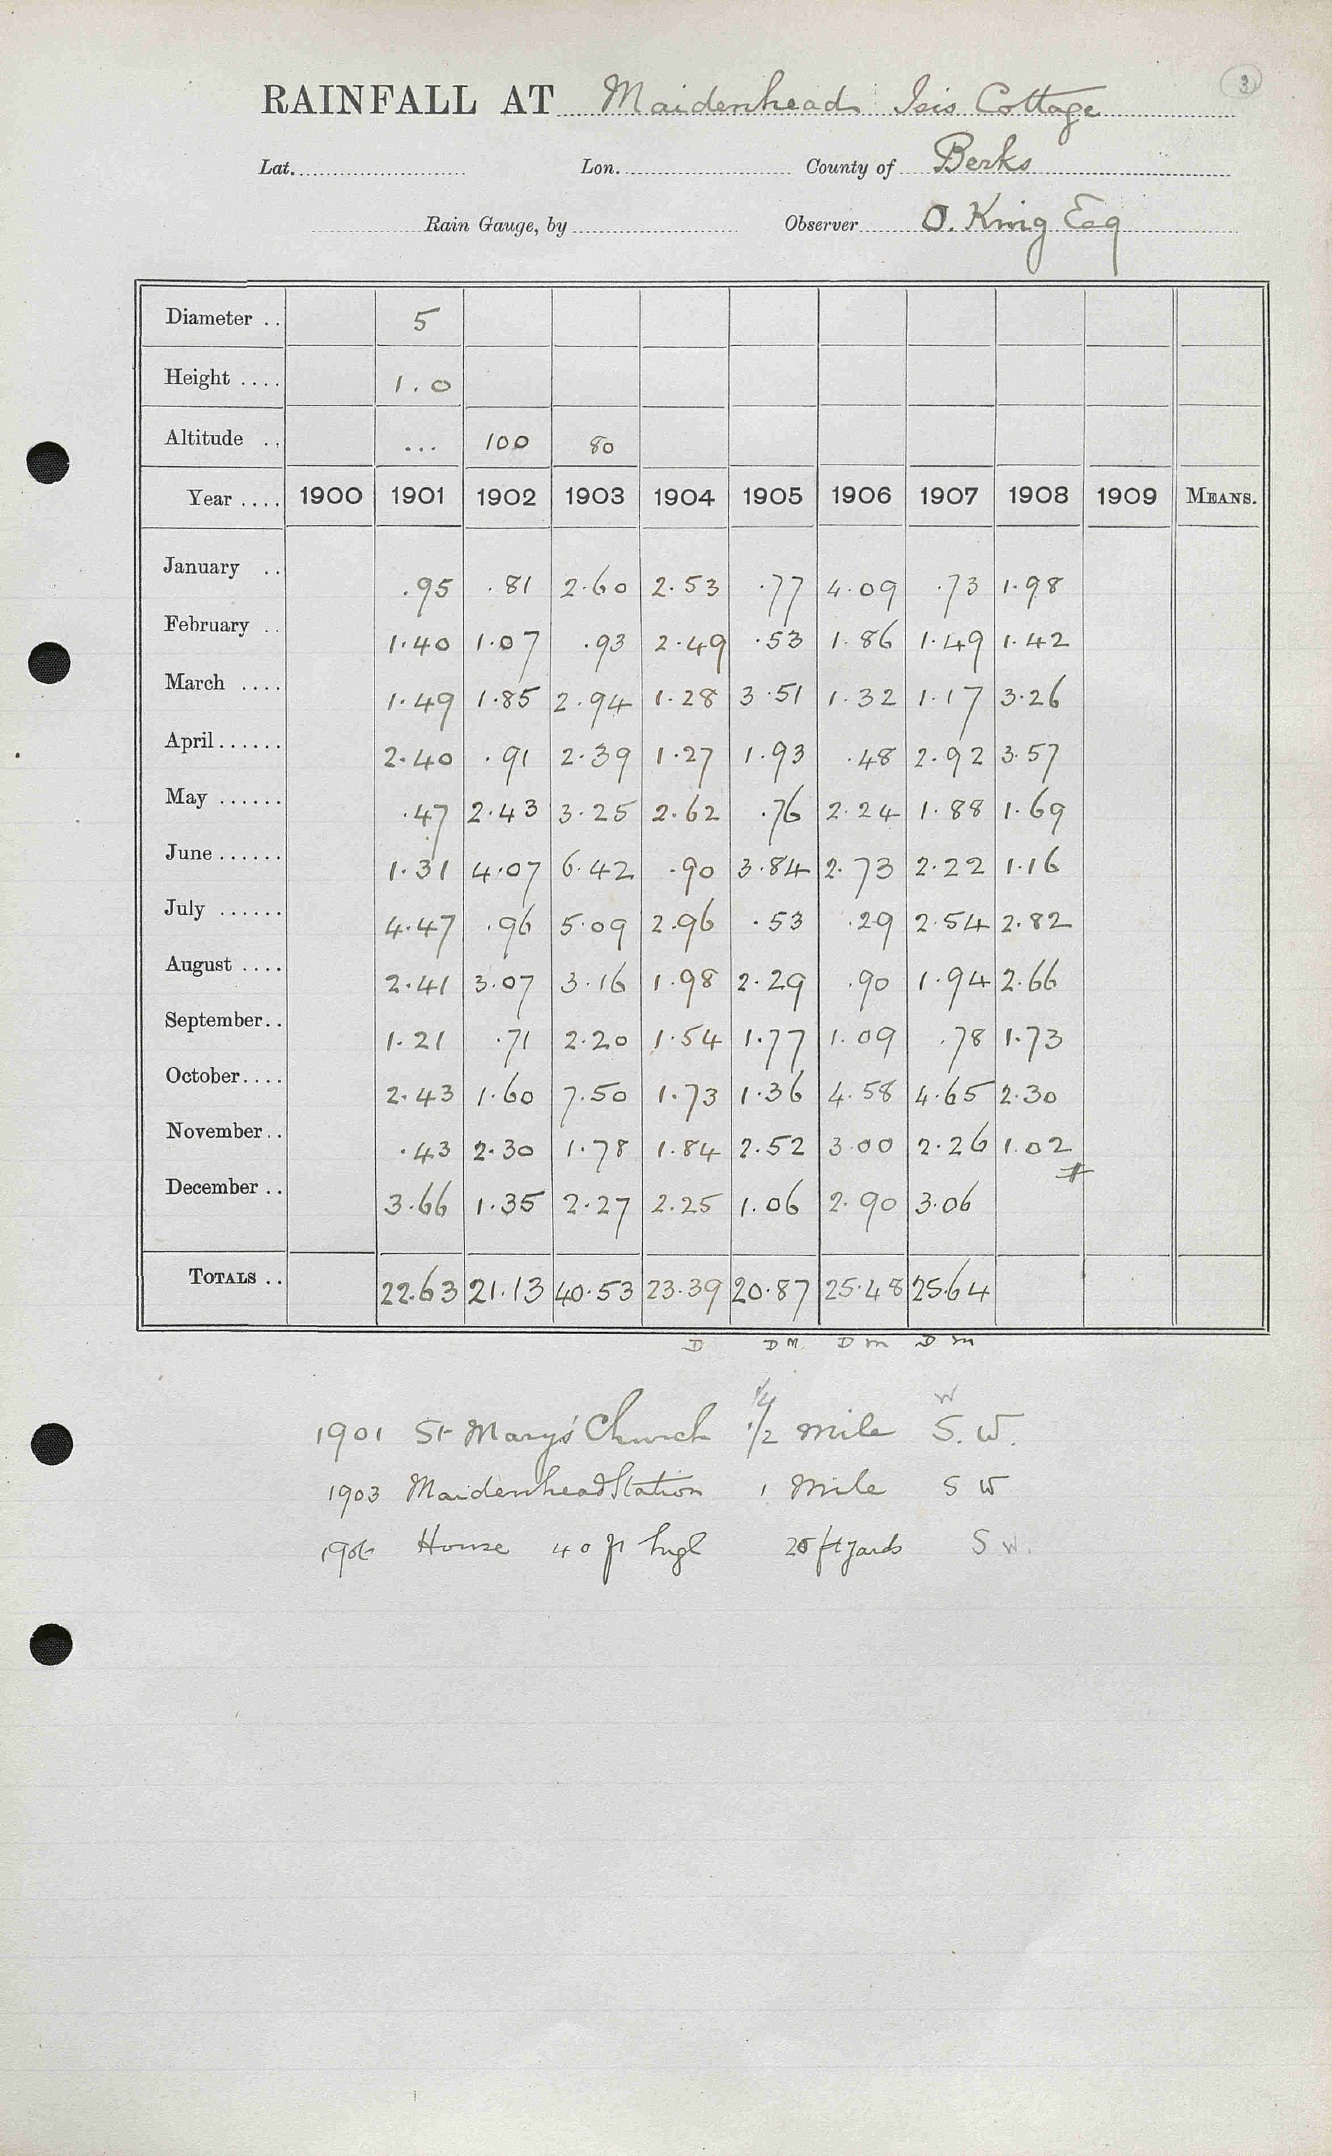 3
RAINFALL AT Maidenhead Isis Cottage
Lat. Lon. County of Berks
Rain Gauge, by Observer O. King Esq
Diameter .. 5
Height .... 1.0
Altitude .. ... 100 80
Year .... 1900 1901 1902 1903 1904 1905 1906 1907 1908 1909 MEANS.
January .. .95 .81 2.60 2.53 .77 4.09 .73 1.98
February .. 1.40 1.07 .93 2.49 .53 1.86 1.49 1.42
March .... 1.49 1.85 2.94 1.28 3.51 1.32 1.17 3.26
April...... 2.40 .91 2.39 1.27 1.93 .48 2.92 3.57
May ...... .47 2.43 3.25 2.62 .76 2.24 1.88 1.69
June...... 1.31 4.07 6.42 .90 3.84 2.73 2.22 1.16
July ...... 4.47 .96 5.09 2.96 .53 .29 2.54 2.82
August .... 2.41 3.07 3.16 1.98 2.29 .90 1.94 2.66
September.. 1.21 .71 2.20 1.54 1.77 1.09 .78 1.73
October.... 2.43 1.60 7.50 1.73 1.36 4.58 4.65 2.30
November.. .43 2.30 1.78 1.84 2.52 3.00 2.26 1.02
December .. 3.66 1.35 2.27 2.25 1.06 2.90 3.06
TOTALS .. 22.63 21.13 40.53 23.39 20.87 25.48 25.64
D D M D m D m
1/4 W
1901 St Mary's Church 1/2 mile S. W.
1903 Maidenhead Station 1 Mile S W
1906 House 40 ft high ft yards S W.